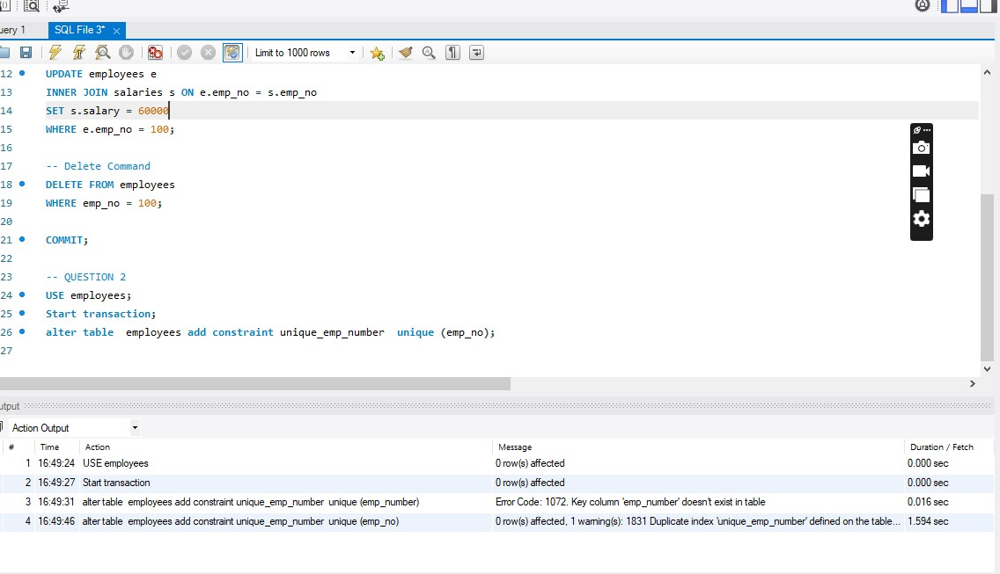 uery 1 SQL File 3* ×
Limit to 1000 rows
12 UPDATE employees e
13 INNER JOIN salaries s ON e.emp_no = s.emp_no
14 SET s.salary = 60000
15 WHERE e.emp_no = 100;
16
17 -- Delete Command
18 DELETE FROM employees
19 WHERE emp_no = 100;
20
21 COMMIT;
22
23 -- QUESTION 2
24 USE employees;
25 Start transaction;
26 alter table  employees add constraint unique_emp_number  unique (emp_no);
27
utput
Action Output
# Time Action Message Duration / Fetch
1 16:49:24 USE employees 0 row(s) affected 0.000 sec
2 16:49:27 Start transaction 0 row(s) affected 0.000 sec
3 16:49:31 alter table  employees add constraint unique_emp_number  unique (emp_number) Error Code: 1072. Key column 'emp_number' doesn't exist in table 0.016 sec
4 16:49:46 alter table  employees add constraint unique_emp_number  unique (emp_no) 0 row(s) affected, 1 warning(s): 1831 Duplicate index 'unique_emp_number' defined on the table... 1.594 sec